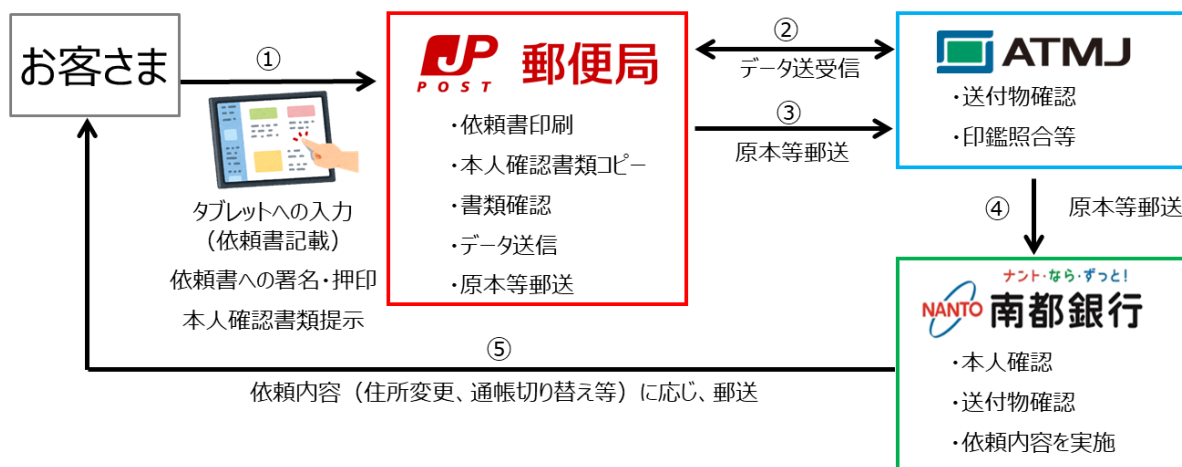 お客さま
①
タブレットへの入力
（依頼書記載）
依頼書への署名・押印
本人確認書類提示
JP
POST
郵便局
・依頼書印刷
・本人確認書類コピー
・書類確認
・データ送信
・原本等郵送
②
データ送受信
③
原本等郵送
ATMJ
・送付物確認
・印鑑照合等
④
原本等郵送
ナント・なら・ずっと!
NANTO 南都銀行
・本人確認
・送付物確認
・依頼内容を実施
⑤
依頼内容（住所変更、通帳切り替え等）に応じ、郵送